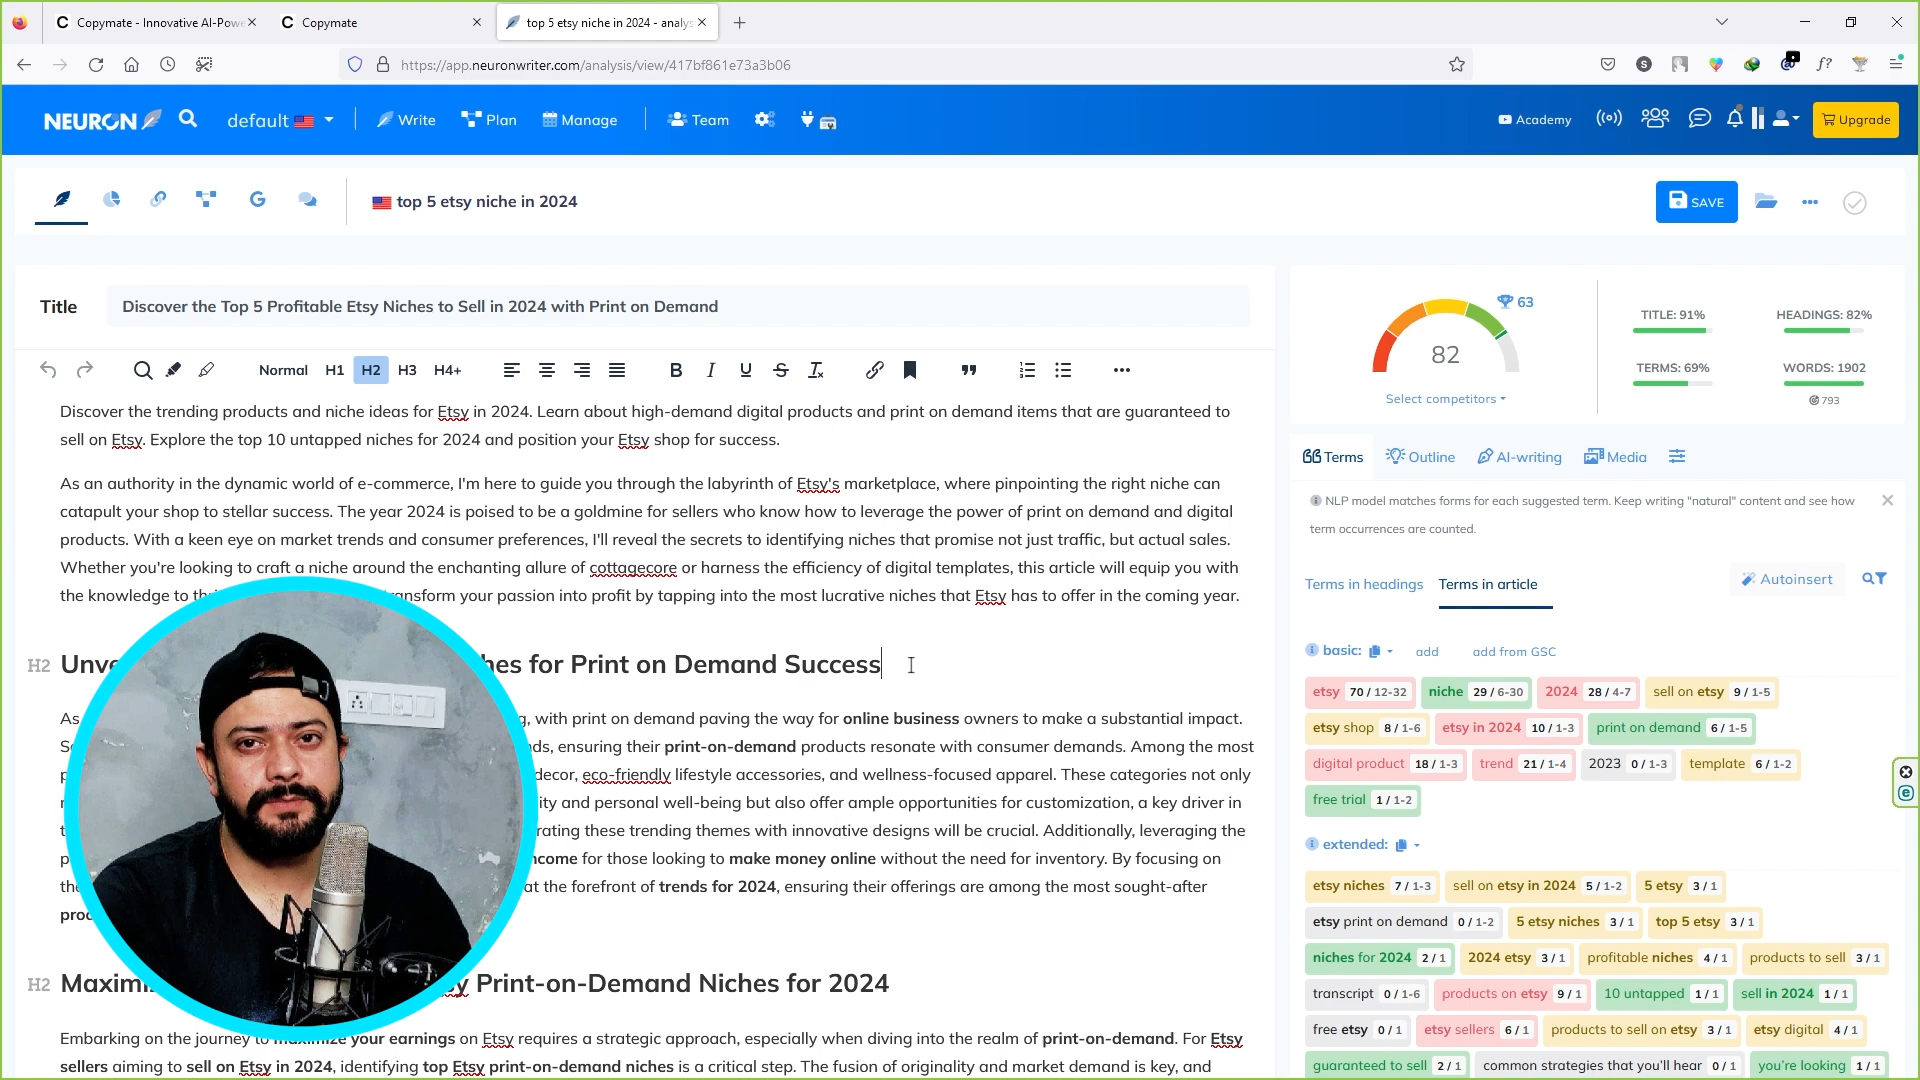 Copymate - Innovative AI-Powe
Copymate
top 5 etsy niche in 2024 - analys
https://app.neuronwriter.com/analysis/view/417bf861e73a3b06
NEURON
default
Write
Plan
Manage
Team
Academy
Upgrade
top 5 etsy niche in 2024
SAVE
Title
Discover the Top 5 Profitable Etsy Niches to Sell in 2024 with Print on Demand
Normal H1 H2 H3 H4+
Discover the trending products and niche ideas for Etsy in 2024. Learn about high-demand digital products and print on demand items that are guaranteed to
sell on Etsy. Explore the top 10 untapped niches for 2024 and position your Etsy shop for success.
As an authority in the dynamic world of e-commerce, I'm here to guide you through the labyrinth of Etsy's marketplace, where pinpointing the right niche can
catapult your shop to stellar success. The year 2024 is poised to be a goldmine for sellers who know how to leverage the power of print on demand and digital
products. With a keen eye on market trends and consumer preferences, I'll reveal the secrets to identifying niches that promise not just traffic, but actual sales.
Whether you're looking to craft a niche around the enchanting allure of cottagecore or harness the efficiency of digital templates, this article will equip you with
the knowledge to ansform your passion into profit by tapping into the most lucrative niches that Etsy has to offer in the coming year.
H2 Unve hes for Print on Demand Success
As g, with print on demand paving the way for online business owners to make a substantial impact.
nds, ensuring their print-on-demand products resonate with consumer demands. Among the most
decor, eco-friendly lifestyle accessories, and wellness-focused apparel. These categories not only
ity and personal well-being but also offer ample opportunities for customization, a key driver in
rating these trending themes with innovative designs will be crucial. Additionally, leveraging the
ncome for those looking to make money online without the need for inventory. By focusing on
the at the forefront of trends for 2024, ensuring their offerings are among the most sought-after
proc
H2 Maximi sy Print-on-Demand Niches for 2024
Embarking on the journey to maximize your earnings on Etsy requires a strategic approach, especially when diving into the realm of print-on-demand. For Etsy
sellers aiming to sell on Etsy in 2024, identifying top Etsy print-on-demand niches is a critical step. The fusion of originality and market demand is key, and
63
82
Select competitors
TITLE: 91%
HEADINGS: 82%
TERMS: 69%
WORDS: 1902
793
Terms Outline AI-writing Media
NLP model matches forms for each suggested term. Keep writing "natural" content and see how
term occurrences are counted.
Terms in headings Terms in article Autoinsert
basic: add add from GSC
etsy 70 / 12-32 niche 29 / 6-30 2024 28 / 4-7 sell on etsy 9 / 1-5
etsy shop 8 / 1-6 etsy in 2024 10 / 1-3 print on demand 6 / 1-5
digital product 18 / 1-3 trend 21 / 1-4 2023 0 / 1-3 template 6 / 1-2
free trial 1 / 1-2
extended:
etsy niches 7 / 1-3 sell on etsy in 2024 5 / 1-2 5 etsy 3 / 1
etsy print on demand 0 / 1-2 5 etsy niches 3 / 1 top 5 etsy 3 / 1
niches for 2024 2 / 1 2024 etsy 3 / 1 profitable niches 4 / 1 products to sell 3 / 1
transcript 0 / 1-6 products on etsy 9 / 1 10 untapped 1 / 1 sell in 2024 1 / 1
free etsy 0 / 1 etsy sellers 6 / 1 products to sell on etsy 3 / 1 etsy digital 4 / 1
guaranteed to sell 2 / 1 common strategies that you'll hear 0 / 1 you're looking 1 / 1